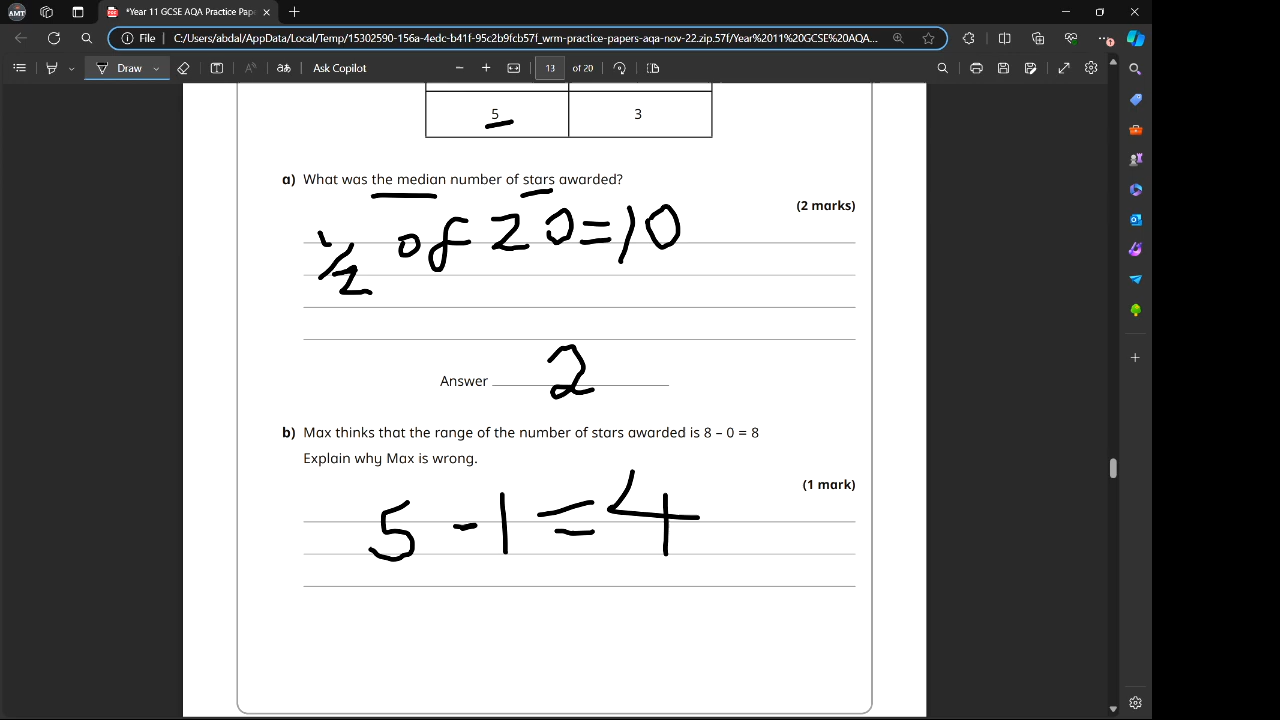 AMT
*Year 11 GCSE AQA Practice Pape
File
C:/Users/abdal/AppData/Local/Temp/15302590-156a-4edc-b41f-95c2b9fcb57f_wrm-practice-papers-aqa-nov-22.zip.57f/Year%2011%20GCSE%20AQA...
Draw
aあ
Ask Copilot
13 of 20
5 3
a) What was the median number of stars awarded?
(2 marks)
1/2 of 20=10
Answer 2
b) Max thinks that the range of the number of stars awarded is 8 – 0 = 8
Explain why Max is wrong.
(1 mark)
5 - 1 = 4